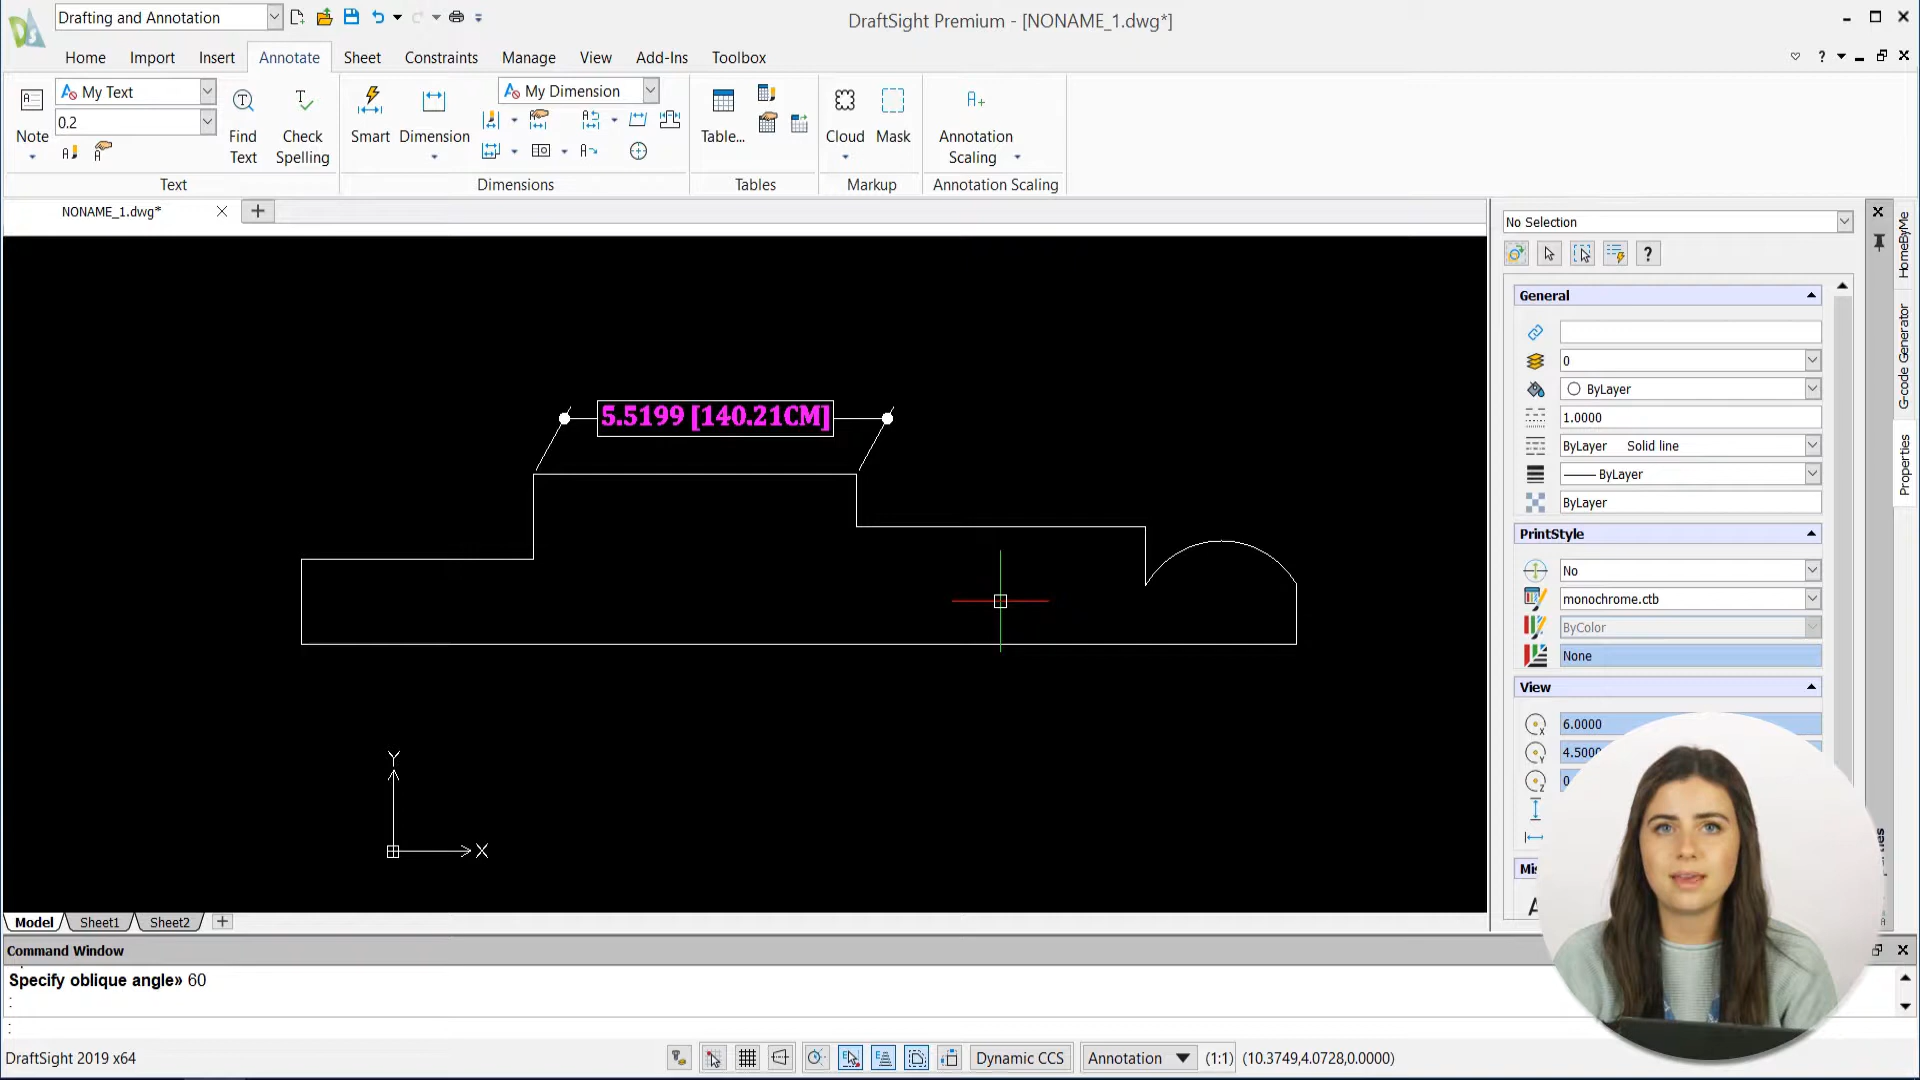 Drafting and Annotation
DraftSight Premium - [NONAME_1.dwg*]
Home
Import
Insert
Annotate
Sheet
Constraints
Manage
View
Add-Ins
Toolbox
My Text
0.2
Note
Find
Text
Check
Spelling
Text
Smart
Dimension
My Dimension
Dimensions
Table...
Tables
Cloud
Mask
Markup
Annotation
Scaling
Annotation Scaling
NONAME_1.dwg*
5.5199 [140.21CM]
Y
X
No Selection
General
0
ByLayer
1.0000
ByLayer Solid line
ByLayer
ByLayer
PrintStyle
No
monochrome.ctb
ByColor
None
View
6.0000
4.500
0
HomeByMe
G-code Generator
Properties
Model
Sheet1
Sheet2
Command Window
Specify oblique angle» 60
:
:
DraftSight 2019 x64
Dynamic CCS
Annotation
(1:1)
(10.3749,4.0728,0.0000)